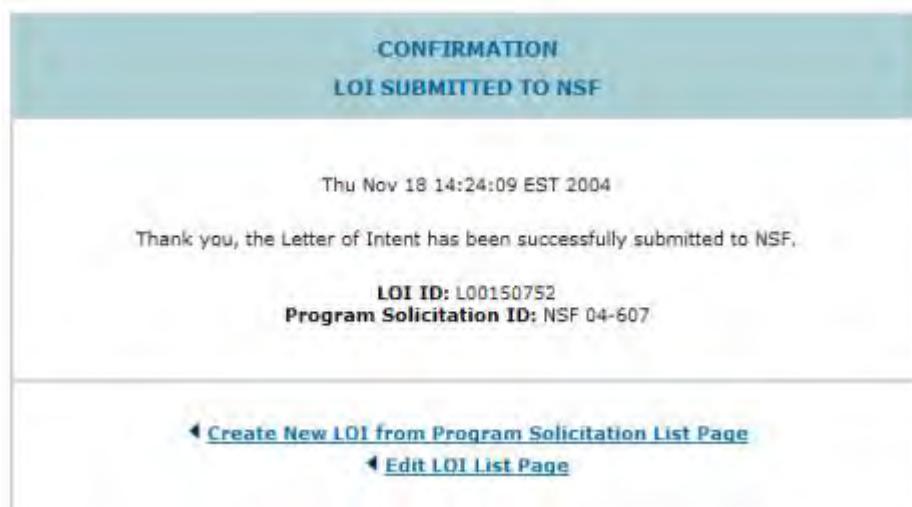 CONFIRMATION
LOI SUBMITTED TO NSF
Thu Nov 18 14:24:09 EST 2004
Thank you, the Letter of Intent has been successfully submitted to NSF.
LOI ID: L00150752
Program Solicitation ID: NSF 04-607
Create New LOI from Program Solicitation List Page
Edit LOI List Page